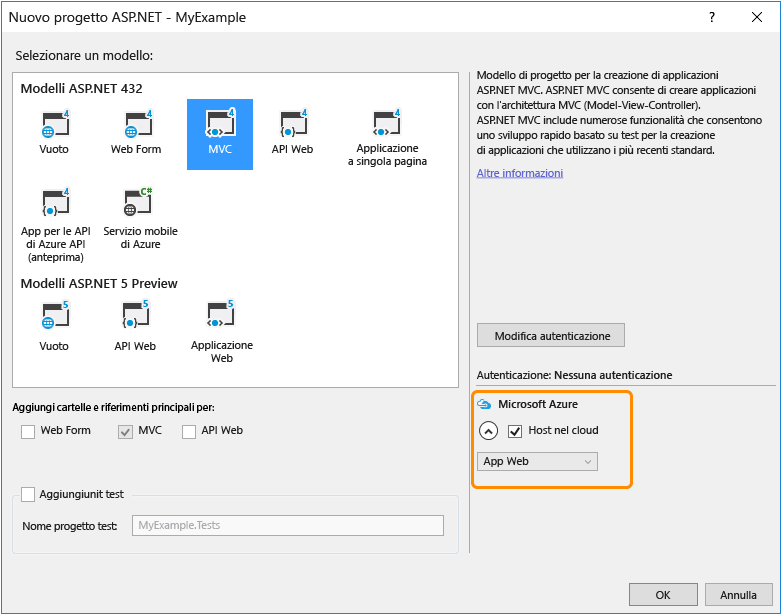 Nuovo progetto ASP.NET - MyExample
?
Selezionare un modello:
Modelli ASP.NET 432
4
4
4
4
4
Vuoto
Web Form
MVC
API Web
Applicazione
a singola pagina
4
C#
App per le API
di Azure API
(anteprima)
Servizio mobile
di Azure
Modelli ASP.NET 5 Preview
5
5
5
Vuoto
API Web
Applicazione
Web
Modello di progetto per la creazione di applicazioni
ASP.NET MVC. ASP.NET MVC consente di creare applicazioni
con l'architettura MVC (Model-View-Controller).
ASP.NET MVC include numerose funzionalità che consentono
uno sviluppo rapido basato su test per la creazione
di applicazioni che utilizzano i più recenti standard.
Altre informazioni
Modifica autenticazione
Autenticazione: Nessuna autenticazione
Microsoft Azure
Host nel cloud
App Web
Aggiungi cartelle e riferimenti principali per:
Web Form
MVC
API Web
Aggiungiunit test
Nome progetto test:
MyExample.Tests
OK
Annulla